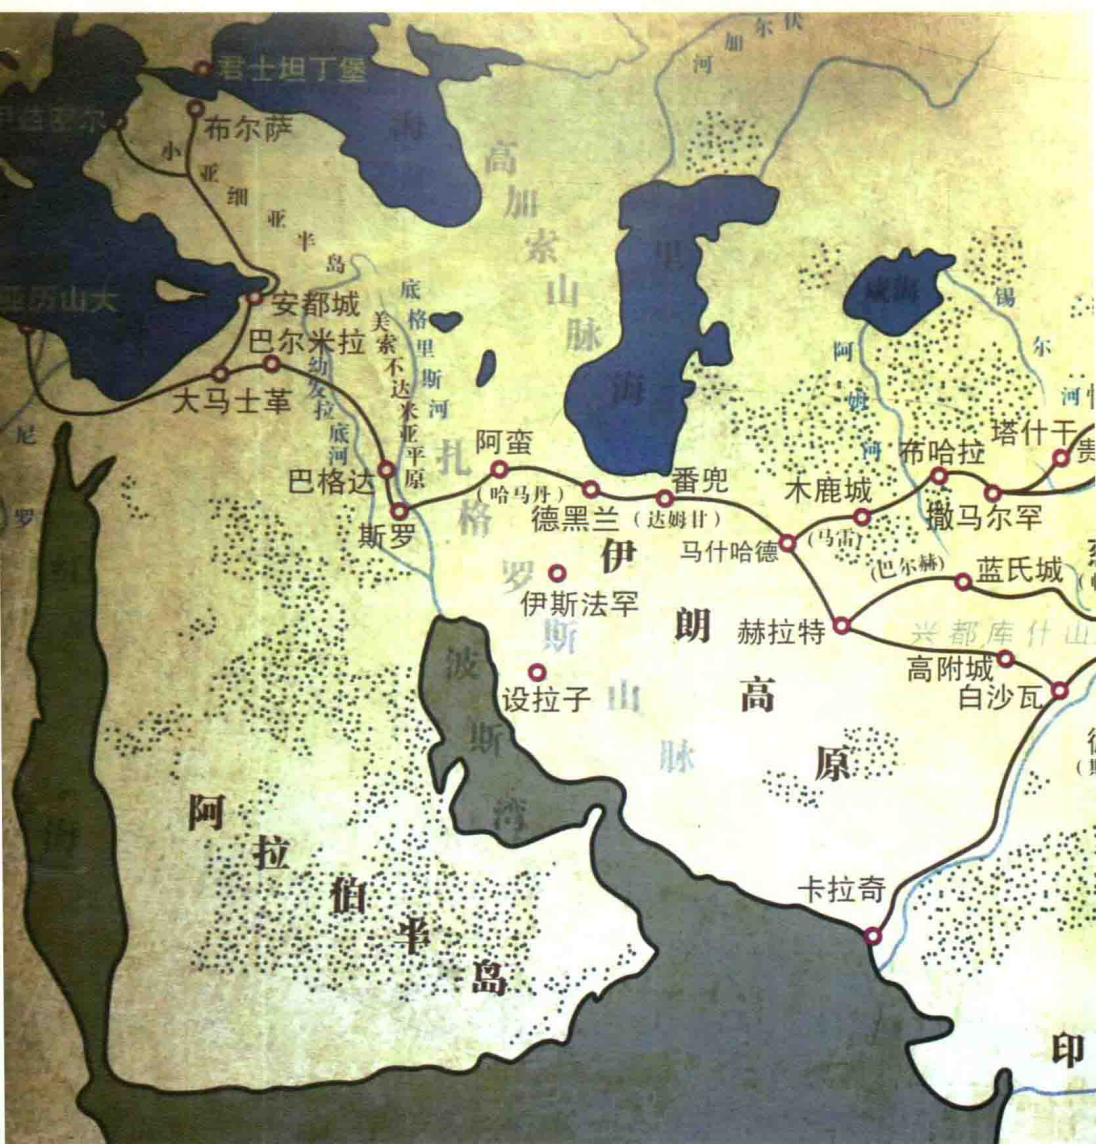 伏尔加河
君士坦丁堡
布尔萨
海
小亚细亚半岛
高加索山脉
里海
咸海
锡尔河
阿姆河
安都城
巴尔米拉
大马士革
底格里斯河
美索不达米亚平原
幼发拉底河
尼罗
巴格达
斯罗
阿蛮
(哈马丹)
德黑兰
番兜
(达姆甘)
马什哈德
木鹿城
(马雷)
布哈拉
撒马尔罕
塔什干
贵
(巴尔赫)
蓝氏城
赫拉特
兴都库什山
高附城
白沙瓦
扎格罗斯山脉
伊斯法罕
设拉子
伊朗高原
波斯湾
阿拉伯半岛
海
卡拉奇
印